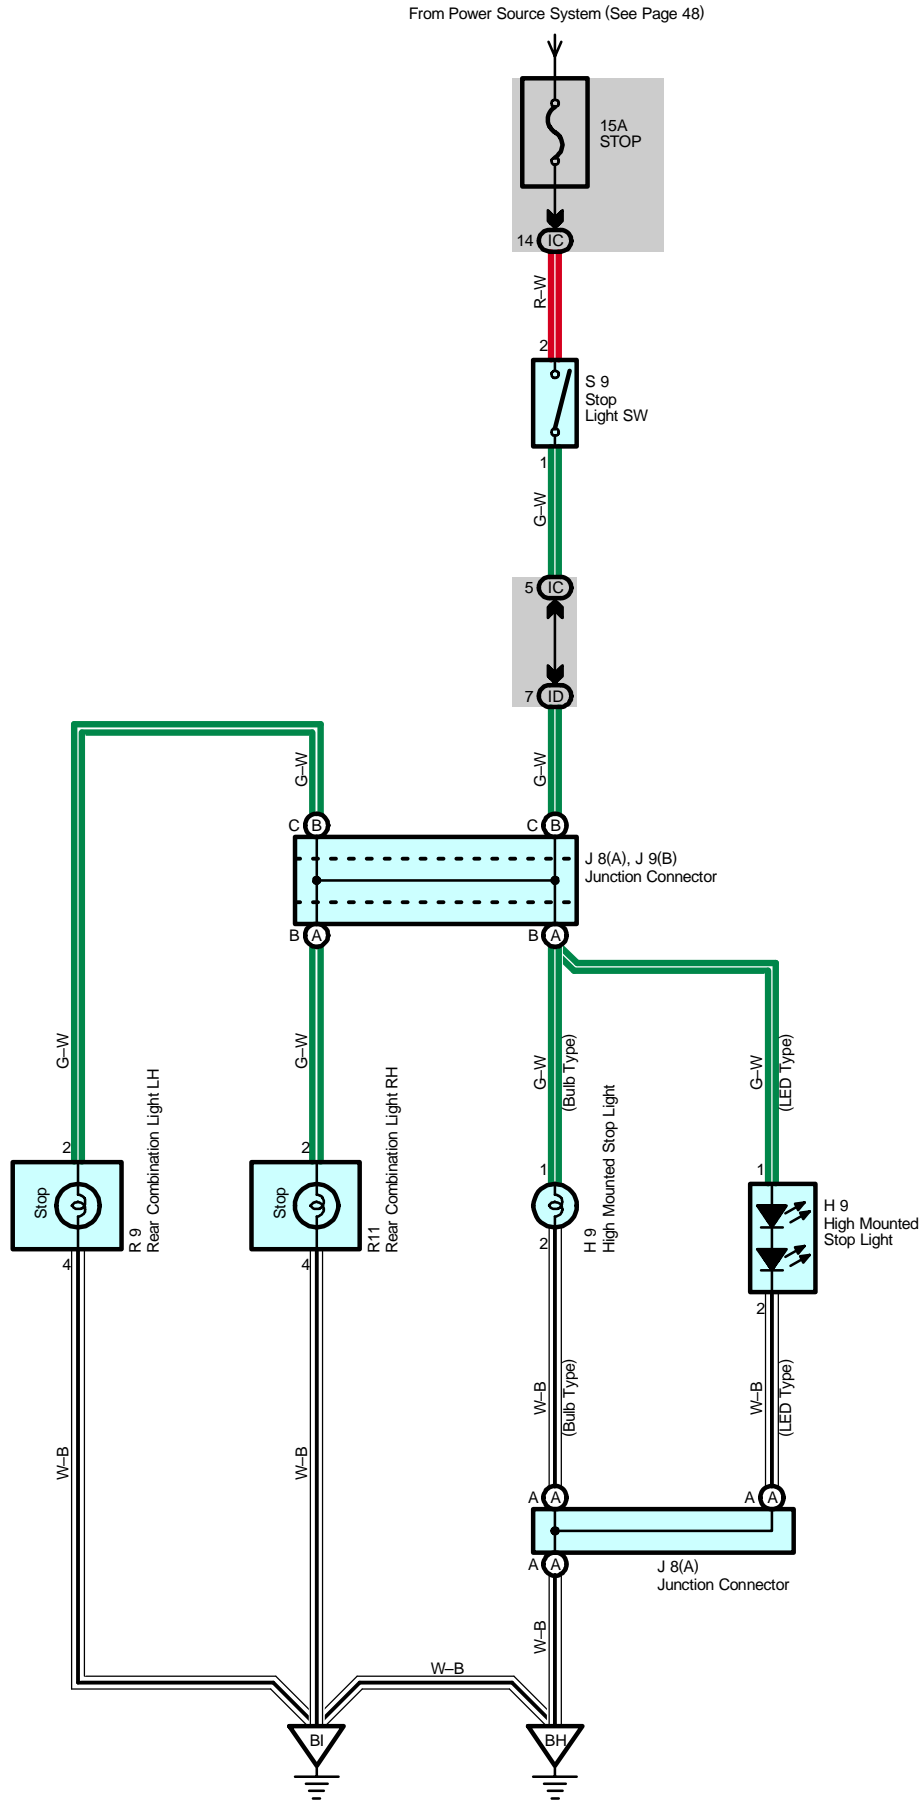 From Power Source System (See Page 48)
15A
STOP
14 IC
R–W
2
S 9
Stop
Light SW
1
G–W
5 IC
7 ID
G–W
G–W
C B
C B
J 8(A), J 9(B)
Junction Connector
B A
B A
G–W
G–W
G–W
(Bulb Type)
G–W
(LED Type)
2
Stop
R 9
Rear Combination Light LH
4
2
Stop
R11
Rear Combination Light RH
4
1
H 9
High Mounted Stop Light
2
1
H 9
High Mounted
Stop Light
2
W–B
W–B
W–B
(Bulb Type)
W–B
(LED Type)
A A
A A
J 8(A)
Junction Connector
A A
W–B
W–B
BI
BH